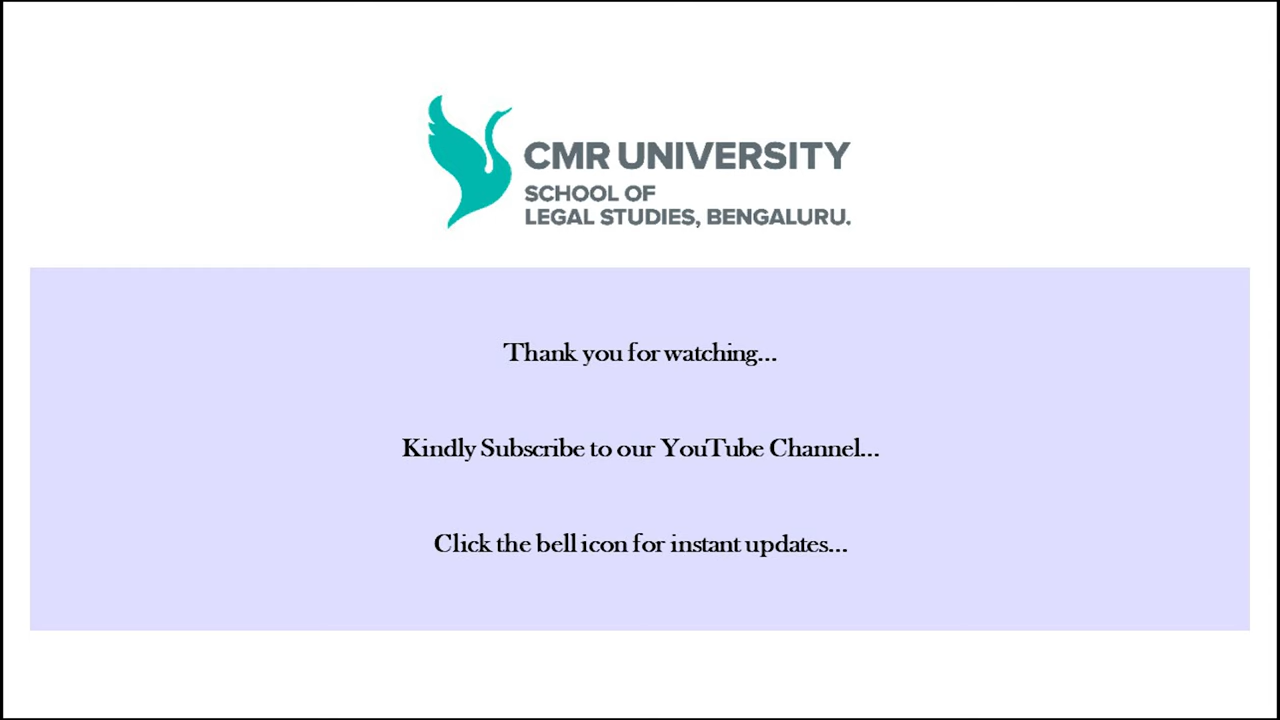 CMR UNIVERSITY
SCHOOL OF
LEGAL STUDIES, BENGALURU.
Thank you for watching...
Kindly Subscribe to our YouTube Channel...
Click the bell icon for instant updates...